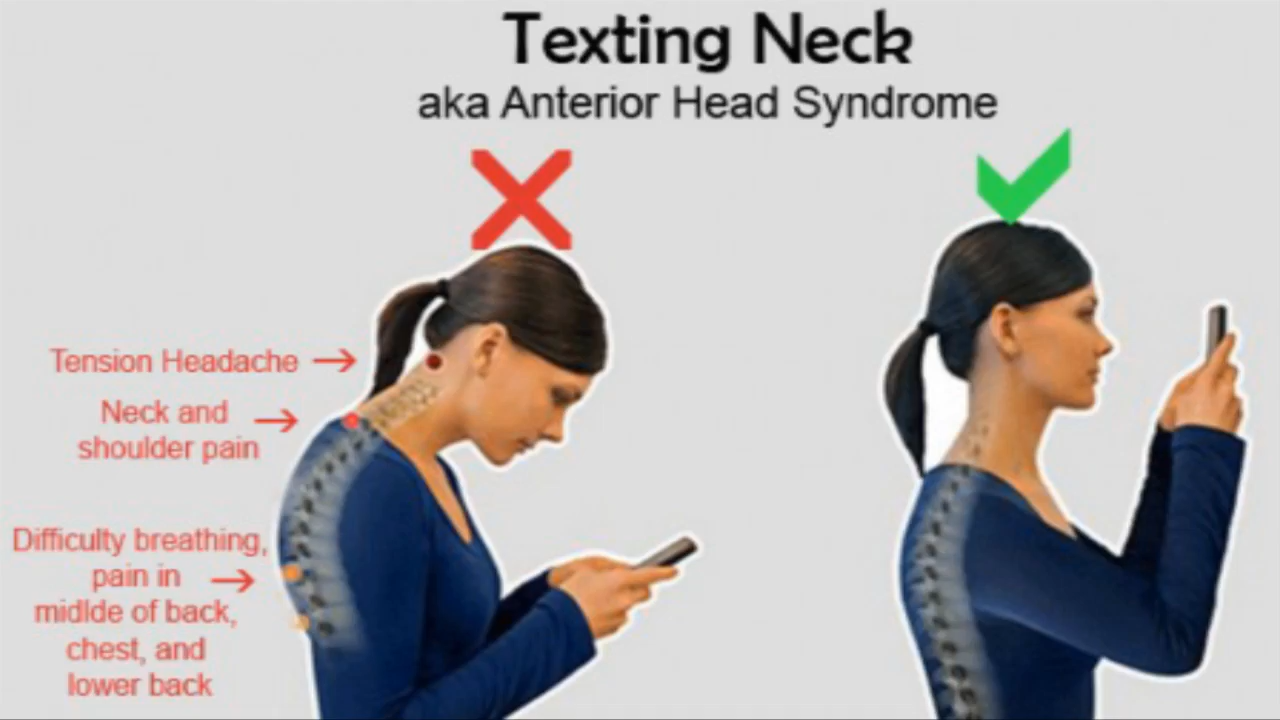 Texting Neck
aka Anterior Head Syndrome
Tension Headache
Neck and
shoulder pain
Difficulty breathing,
pain in
midlde of back,
chest, and
lower back